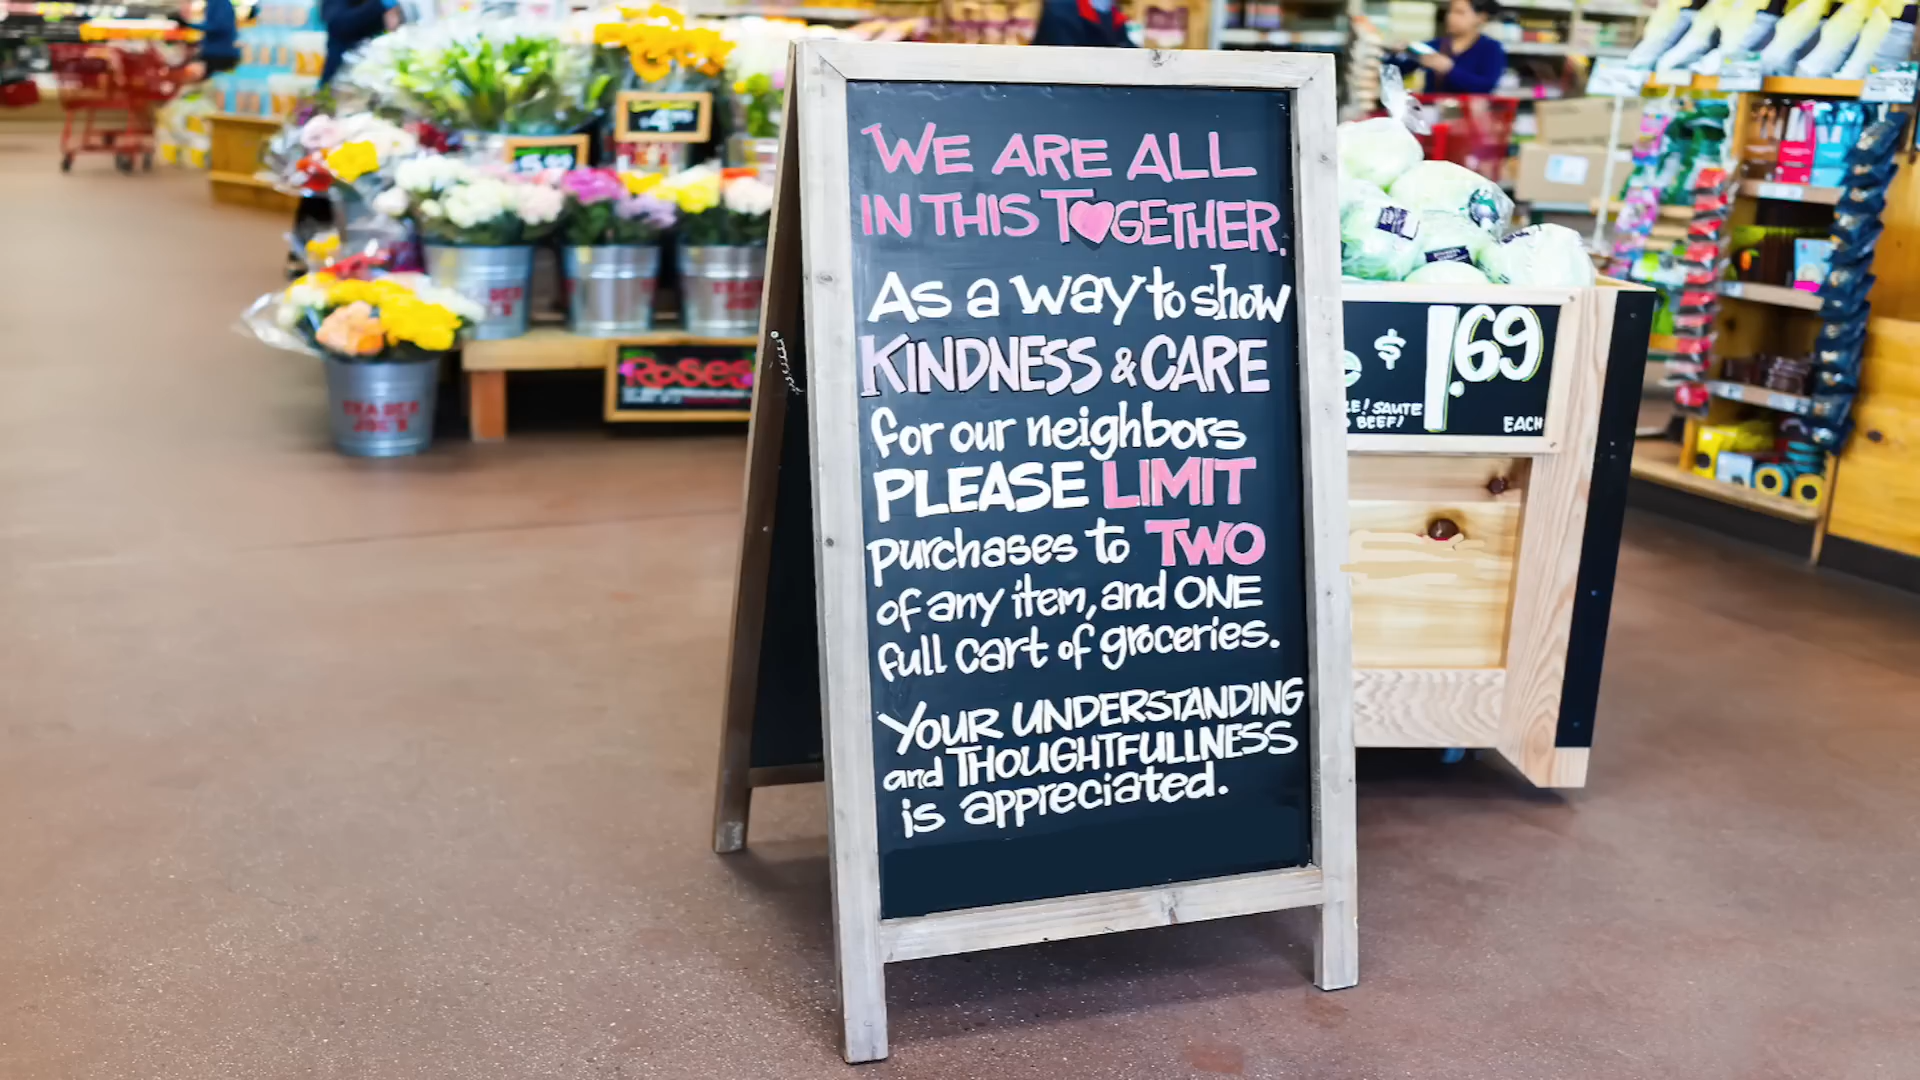 WE ARE ALL
IN THIS TOGETHER.
As a way to show
KINDNESS & CARE
for our neighbors
PLEASE LIMIT
purchases to TWO
of any item, and ONE
full cart of groceries.
YOUR UNDERSTANDING
and THOUGHTFULLNESS
is appreciated.
$1.69
SAUTE
BEEF!
EACH
Roses
TRADER
JOE'S